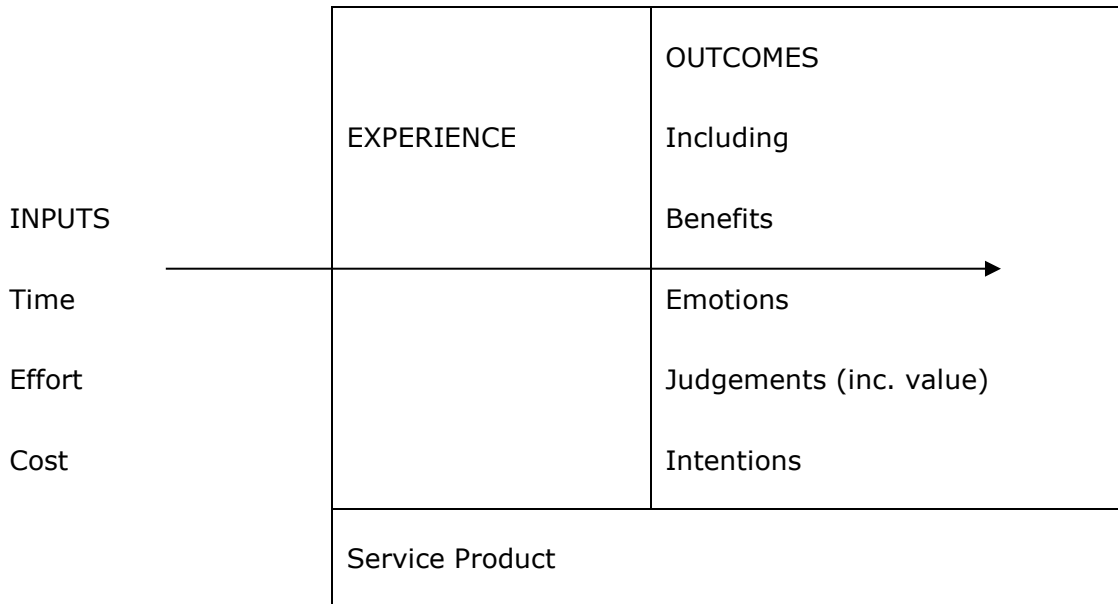 OUTCOMES
EXPERIENCE
Including
INPUTS
Benefits
Time
Emotions
Effort
Judgements (inc. value)
Cost
Intentions
Service Product